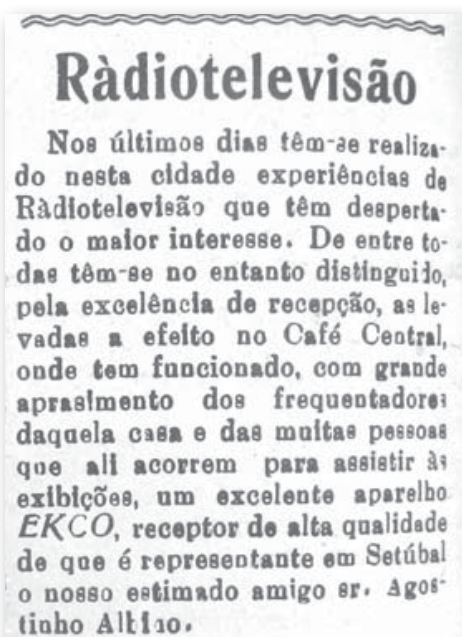 Ràdiotelevisão
Nos últimos dias têm-se realiza-
do nesta cidade experiências de
Ràdiotelevisão que têm desperta-
do o maior interesse. De entre to-
das têm-se no entanto distinguido,
pela excelência de recepção, as le-
vadas a efeito no Café Central,
onde tem funcionado, com grande
aprasimento dos frequentadores
daquela casa e das muitas pessoas
que ali acorrem para assistir às
exibições, um excelente aparelho
EKCO, receptor de alta qualidade
de que é representante em Setúbal
o nosso estimado amigo sr. Agos-
tinho Albino.